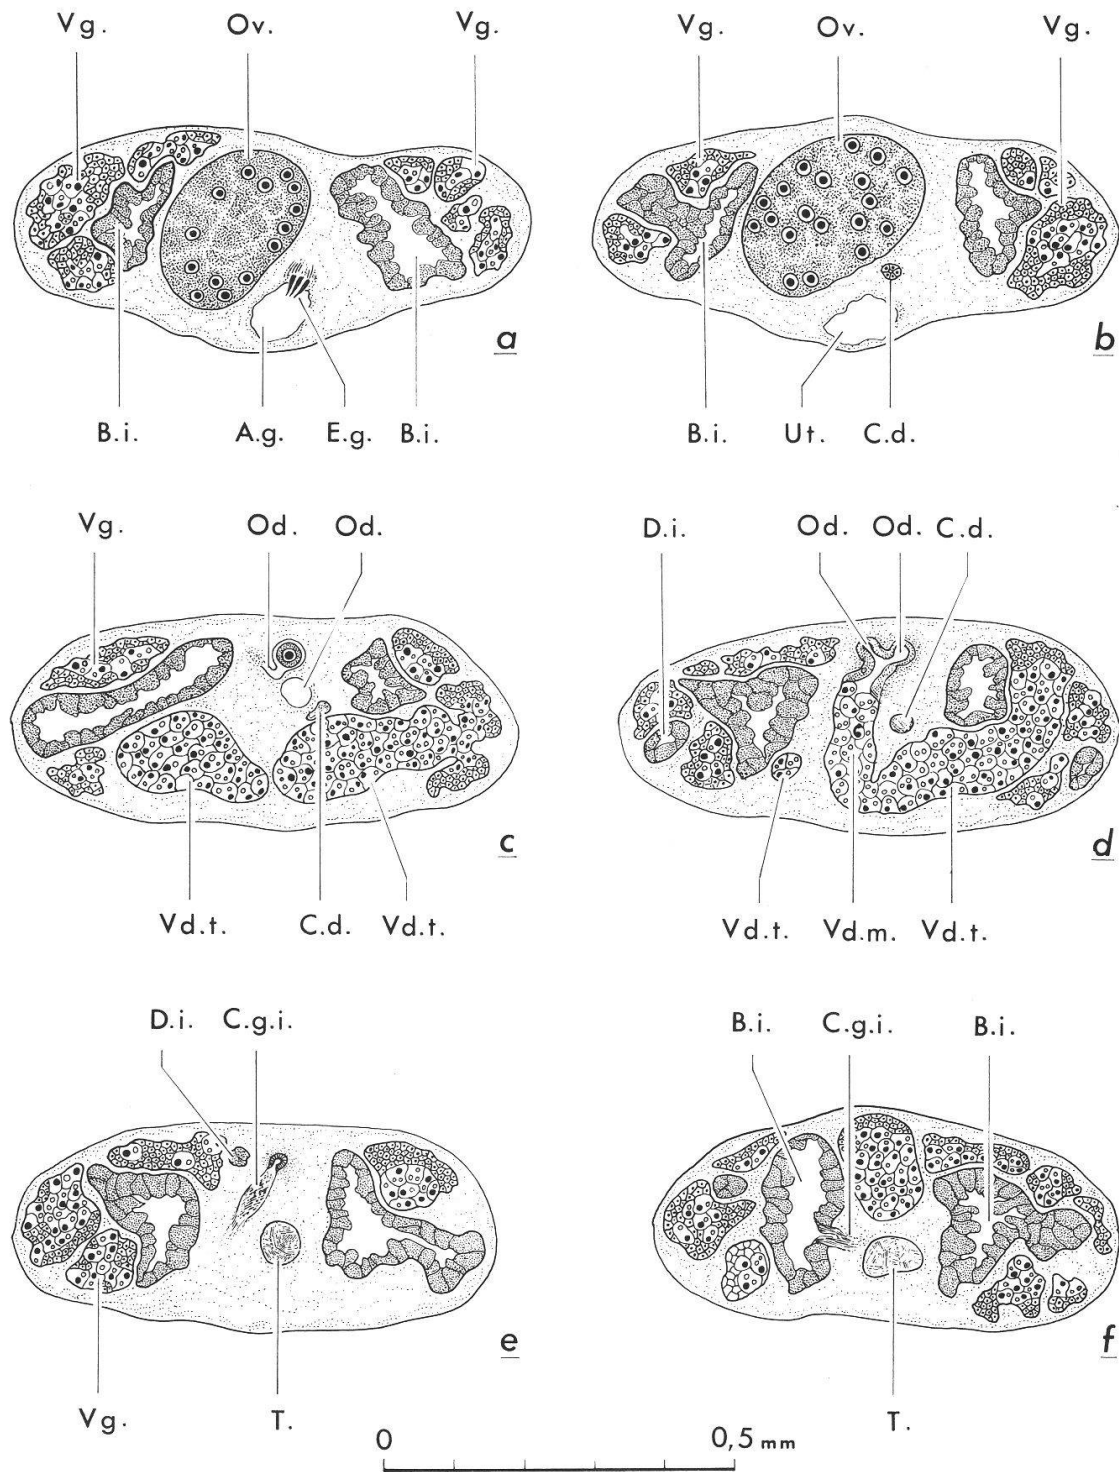 Vg. Ov. Vg. Vg. Ov. Vg.
a b
B.i. A.g. E.g. B.i. B.i. Ut. C.d.
Vg. Od. Od. D.i. Od. Od. C.d.
c d
Vd.t. C.d. Vd.t. Vd.t. Vd.m. Vd.t.
D.i. C.g.i. B.i. C.g.i. B.i.
e f
Vg. T. T.
0 0,5 mm